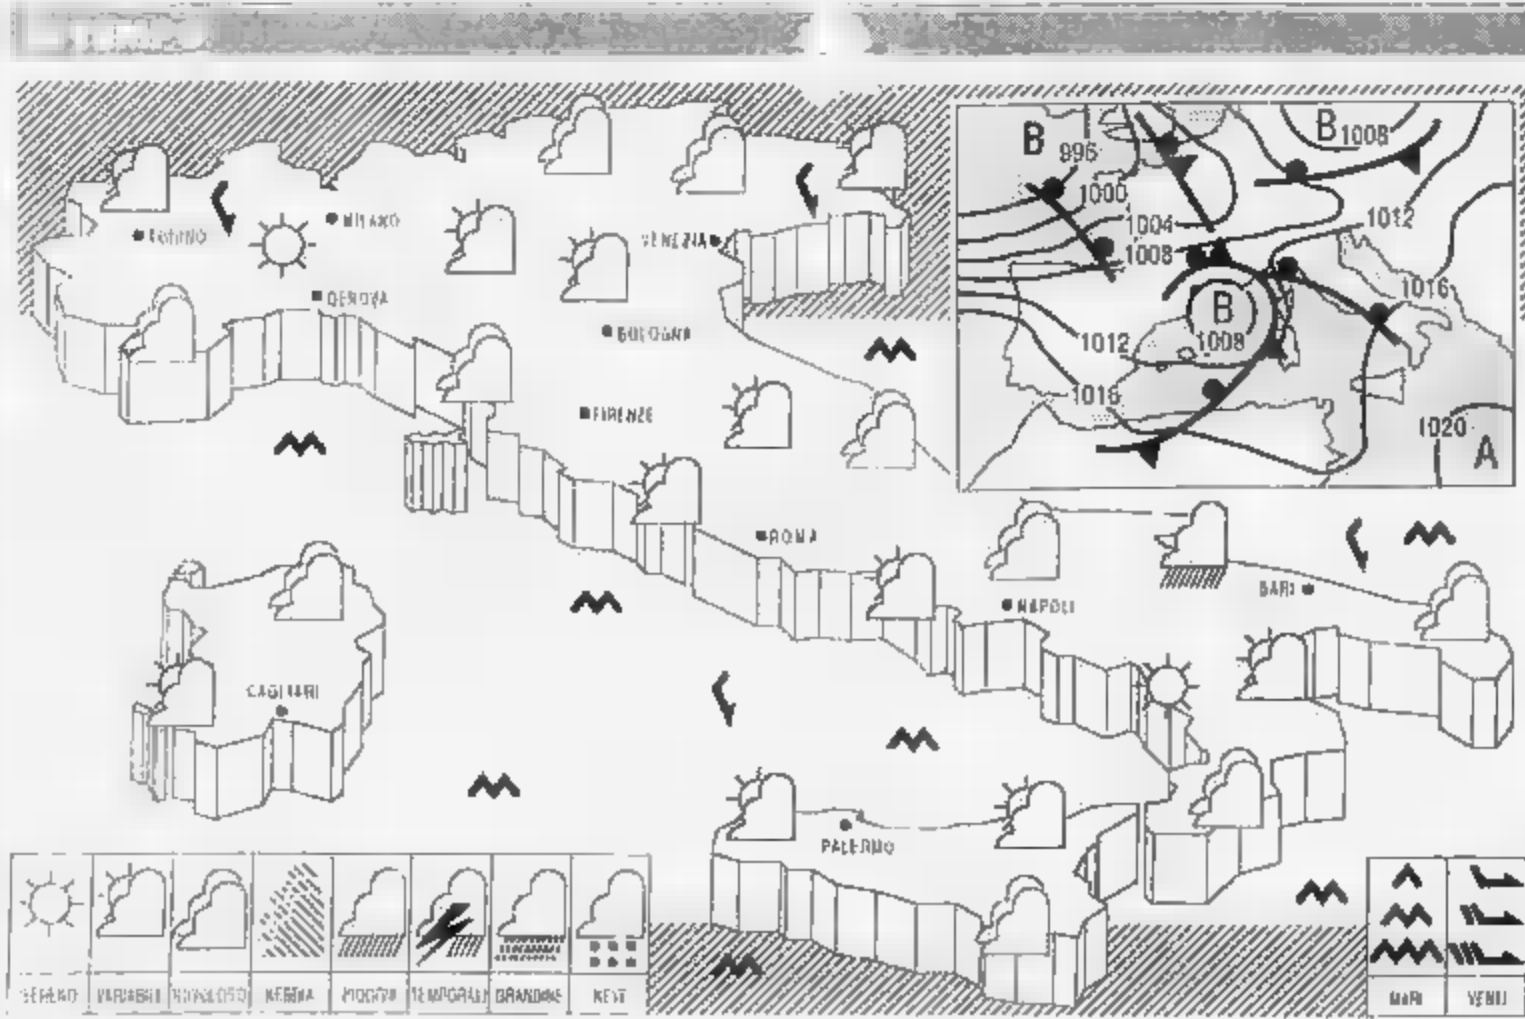 TORINO
MILANO
GENOVA
VENEZIA
BOLOGNA
FIRENZE
ROMA
NAPOLI
BARI
CAGLIARI
PALERMO
B 996
1000
1004
1008
B 1008
1012
1016
B
1008
1012
1016
1020
A
SERENO VARIABILE NUVOLOSO NEBBIA PIOGGIA TEMPORALI GRANDINE NEVE
MARI VENTI